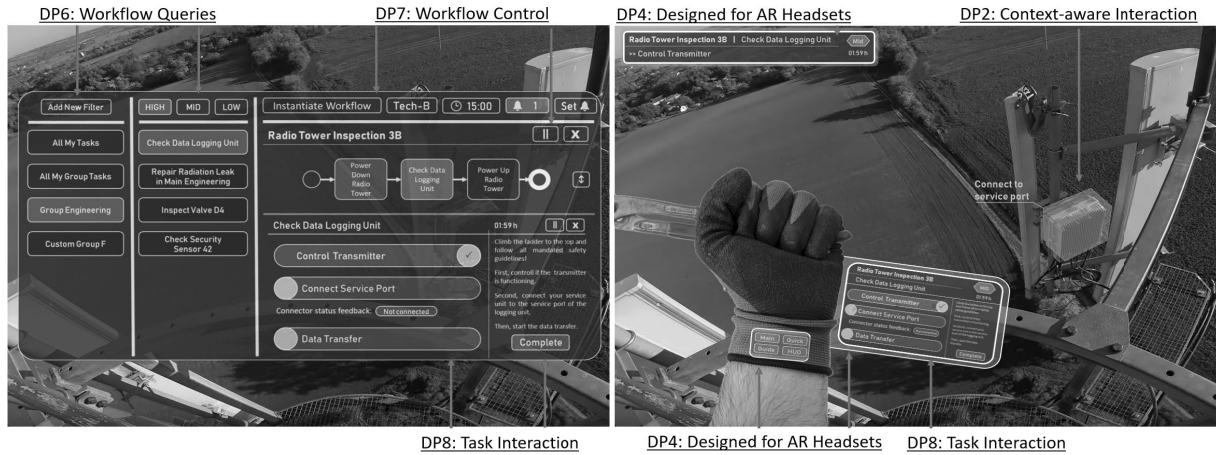 DP6: Workflow Queries
DP7: Workflow Control
DP4: Designed for AR Headsets
DP2: Context-aware Interaction
Add New Filter
HIGH
MID
LOW
Instantiate Workflow
Tech-B
15:00
1
Set
All My Tasks
All My Group Tasks
Group Engineering
Custom Group F
Check Data Logging Unit
Repair Radiation Leak
in Main Engineering
Inspect Valve D4
Check Security
Sensor 42
Radio Tower Inspection 3B
X
Power
Down
Radio
Tower
Check Data
Logging
Unit
Power Up
Radio
Tower
Check Data Logging Unit
01:59 h
X
Control Transmitter
Connect Service Port
Connector status feedback:
Not connected
Data Transfer
Climb the ladder to the top and
follow all mandated safety
guidelines!
First, controll if the transmitter
is functioning.
Second, connect your service
unit to the service port of the
logging unit.
Then, start the data transfer.
Complete
Radio Tower Inspection 3B | Check Data Logging Unit
Mid
>> Control Transmitter
01:59 h
Connect to
service port
Main
Quick
Guide
HUD
Radio Tower Inspection 3B
Check Data Logging Unit
MID
01:59 h
Control Transmitter
Connect Service Port
Connector status feedback:
Data Transfer
Complete
DP8: Task Interaction
DP4: Designed for AR Headsets
DP8: Task Interaction